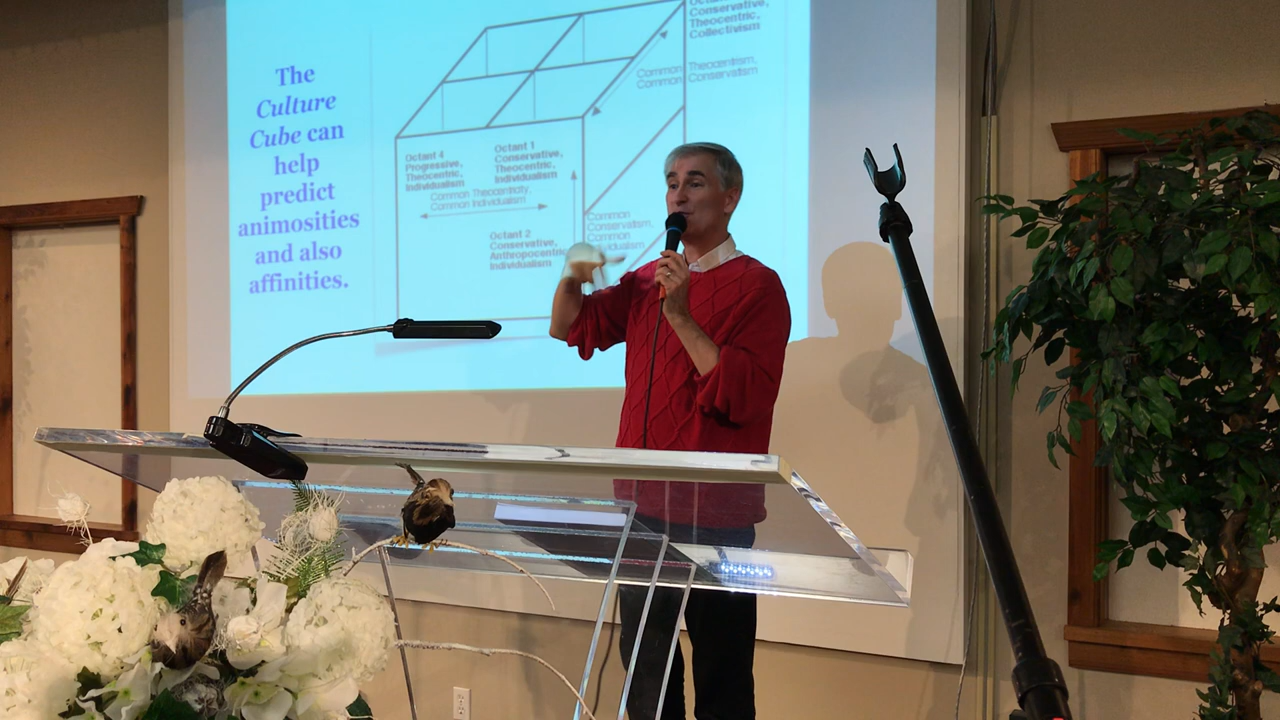 The
Culture
Cube can
help
predict
animosities
and also
affinities.
Conservative,
Theocentric,
Collectivism
Common Theocentrism,
Common Conservatism
Octant 4
Progressive,
Theocentric,
Individualism
Octant 1
Conservative,
Theocentric,
Individualism
Common Theocentricity,
Common Individualism
Octant 2
Conservative,
Anthropocentric
Individualism
Common
Conservatism,
Common